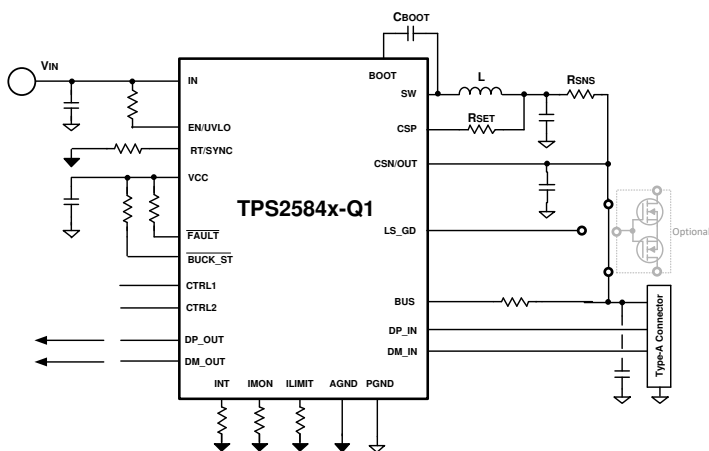 CBOOT
VIN
BOOT
IN
SW
L
RSNS
EN/UVLO
CSP
RSET
RT/SYNC
CSN/OUT
VCC
TPS2584x-Q1
FAULT
LS_GD
Optional
BUCK_ST
CTRL1
BUS
CTRL2
DP_IN
DP_OUT
DM_IN
DM_OUT
Type-A Connector
INT
IMON
ILIMIT
AGND
PGND